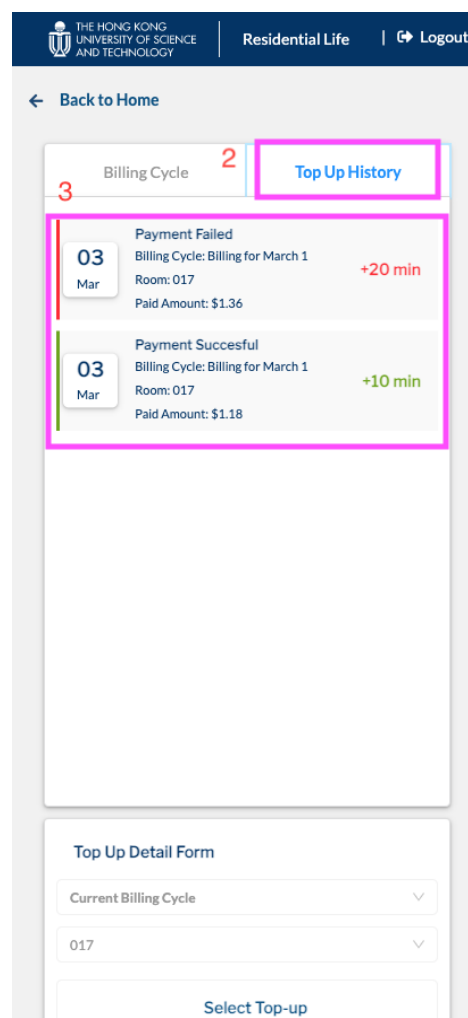 THE HONG KONG
UNIVERSITY OF SCIENCE
AND TECHNOLOGY
Residential Life
| Logout
Back to Home
Billing Cycle
2
Top Up History
3
03
Mar
Payment Failed
Billing Cycle: Billing for March 1
Room: 017
Paid Amount: $1.36
+20 min
03
Mar
Payment Succesful
Billing Cycle: Billing for March 1
Room: 017
Paid Amount: $1.18
+10 min
Top Up Detail Form
Current Billing Cycle
017
Select Top-up